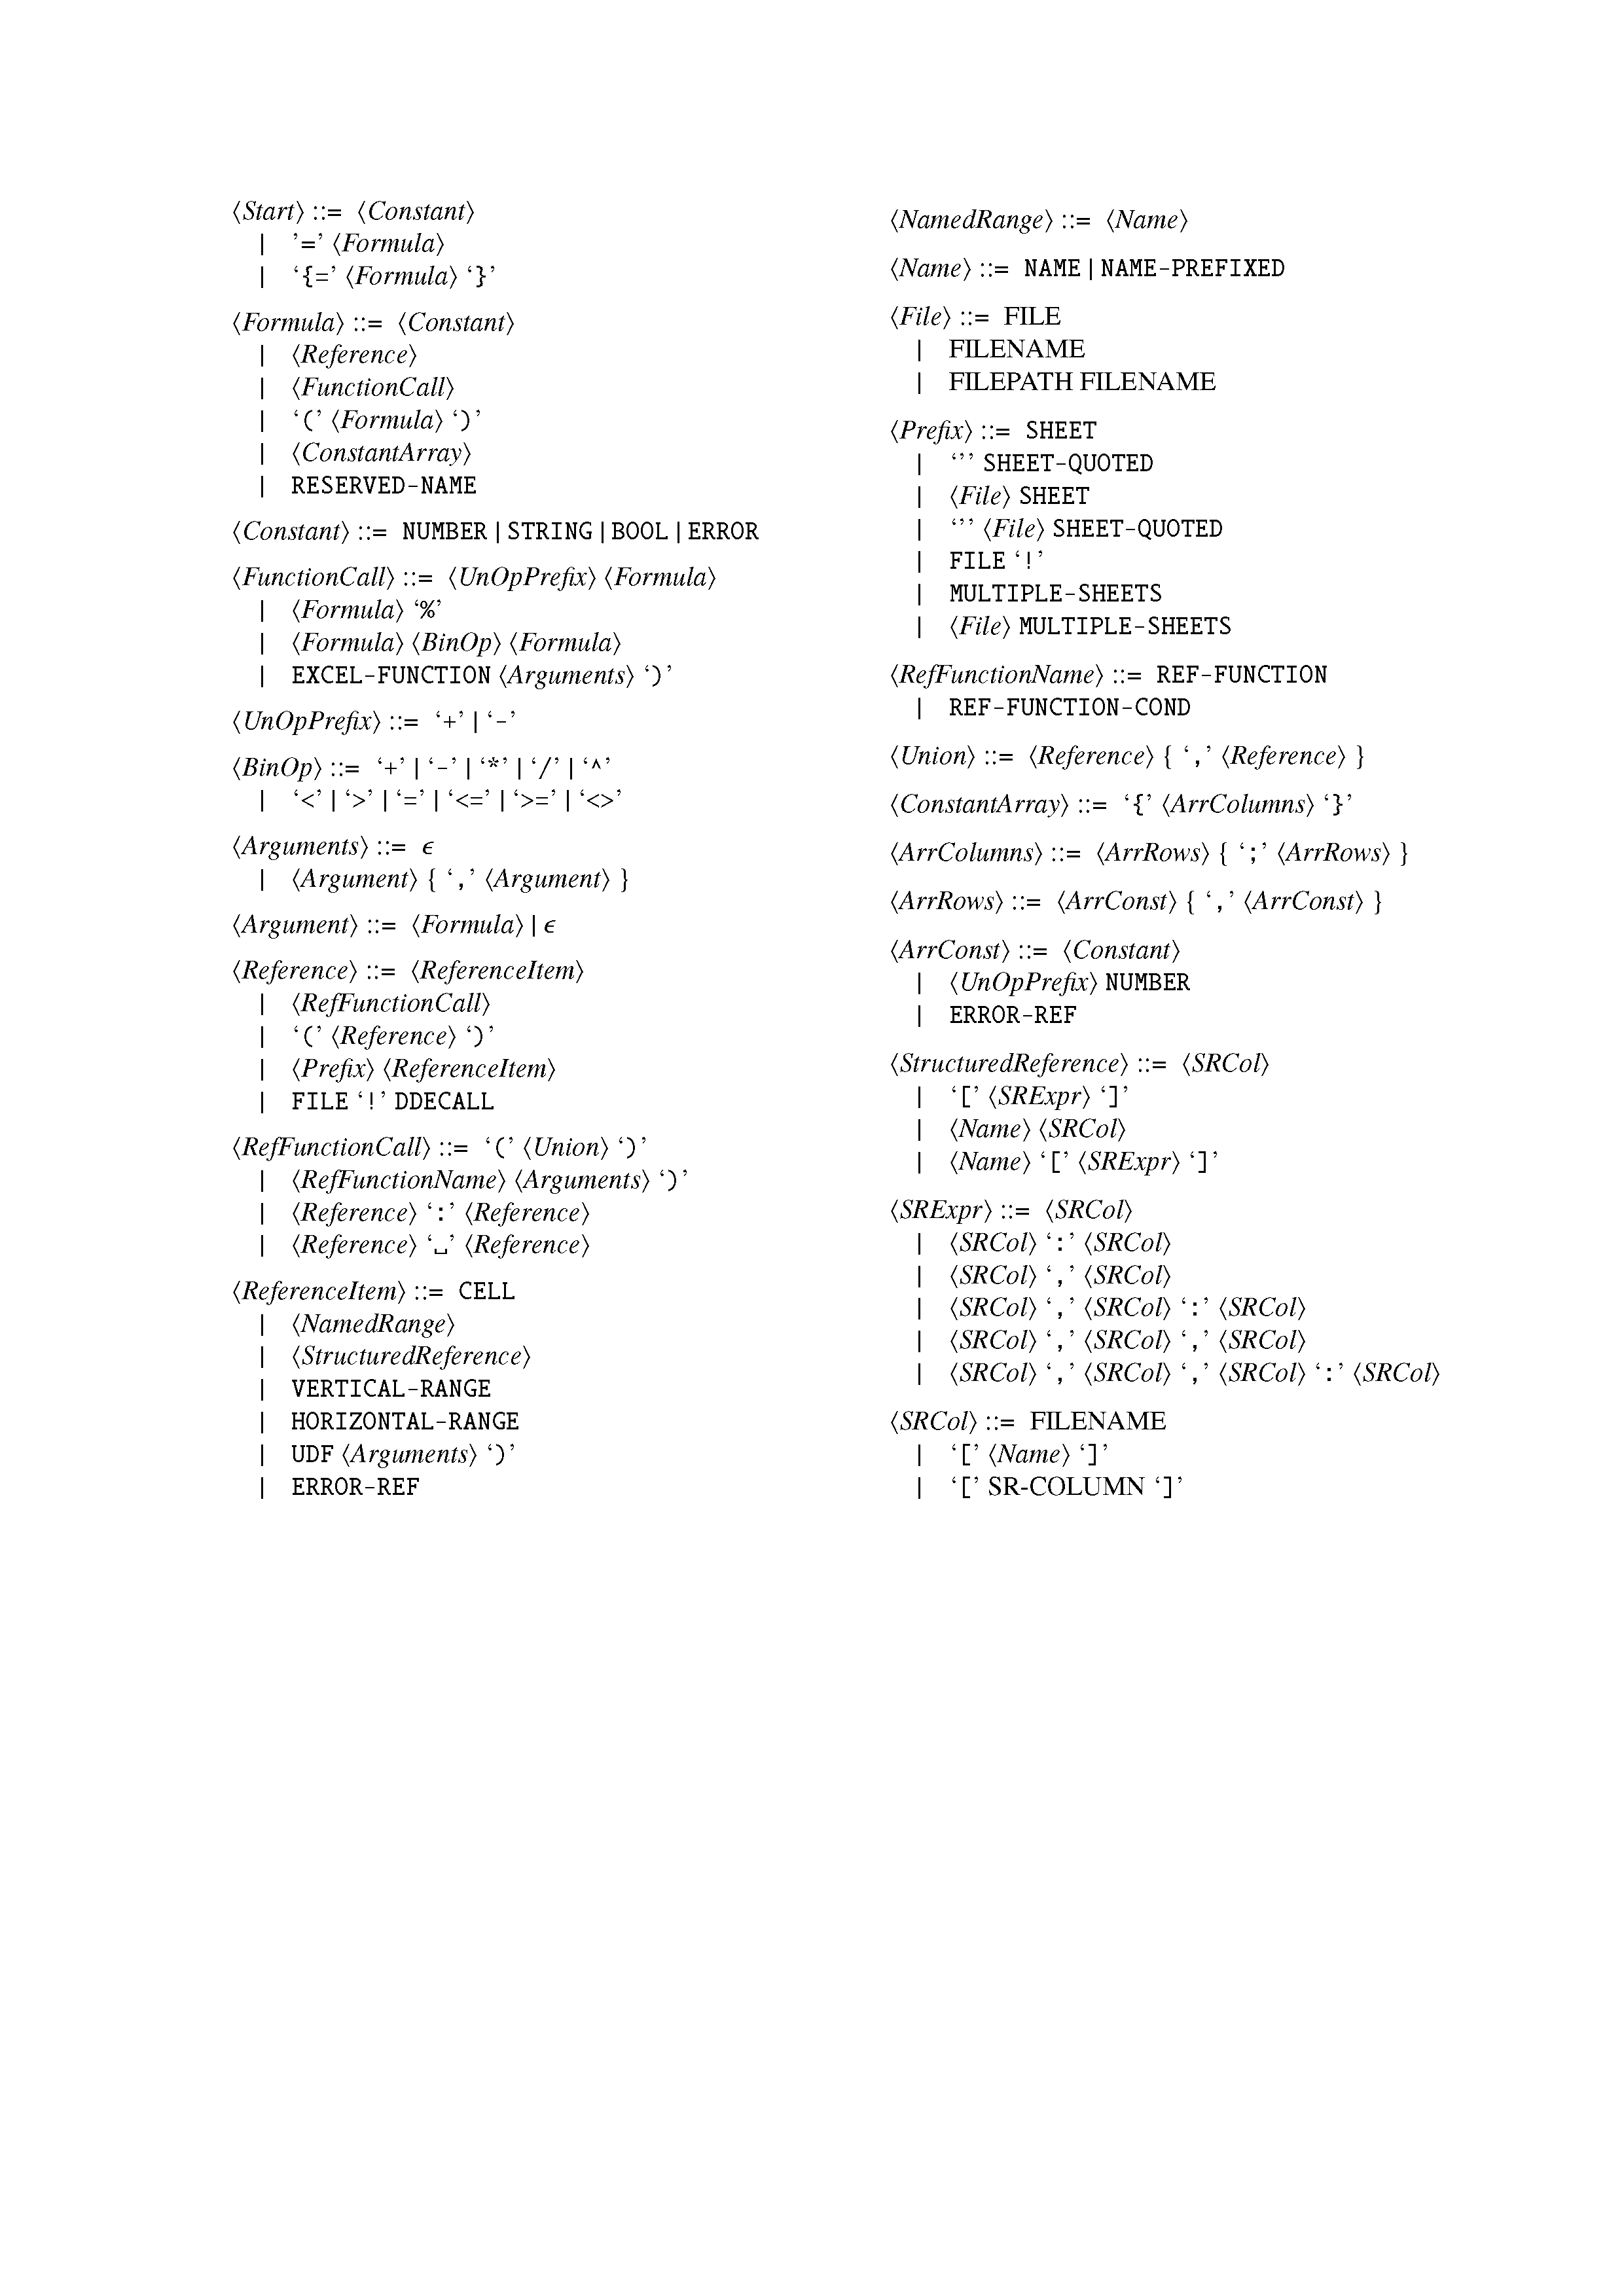 ⟨Start⟩ ::= ⟨Constant⟩
| ’=’ ⟨Formula⟩
| ‘{=’ ⟨Formula⟩ ‘}’
⟨Formula⟩ ::= ⟨Constant⟩
| ⟨Reference⟩
| ⟨FunctionCall⟩
| ‘(’ ⟨Formula⟩ ‘)’
| ⟨ConstantArray⟩
| RESERVED-NAME
⟨Constant⟩ ::= NUMBER | STRING | BOOL | ERROR
⟨FunctionCall⟩ ::= ⟨UnOpPrefix⟩ ⟨Formula⟩
| ⟨Formula⟩ ‘%’
| ⟨Formula⟩ ⟨BinOp⟩ ⟨Formula⟩
| EXCEL-FUNCTION ⟨Arguments⟩ ‘)’
⟨UnOpPrefix⟩ ::= ‘+’ | ‘-’
⟨BinOp⟩ ::= ‘+’ | ‘-’ | ‘*’ | ‘/’ | ‘^’
| ‘<’ | ‘>’ | ‘=’ | ‘<=’ | ‘>=’ | ‘<>’
⟨Arguments⟩ ::= ϵ
| ⟨Argument⟩ { ‘,’ ⟨Argument⟩ }
⟨Argument⟩ ::= ⟨Formula⟩ | ϵ
⟨Reference⟩ ::= ⟨ReferenceItem⟩
| ⟨RefFunctionCall⟩
| ‘(’ ⟨Reference⟩ ‘)’
| ⟨Prefix⟩ ⟨ReferenceItem⟩
| FILE ‘!’ DDECALL
⟨RefFunctionCall⟩ ::= ‘(’ ⟨Union⟩ ‘)’
| ⟨RefFunctionName⟩ ⟨Arguments⟩ ‘)’
| ⟨Reference⟩ ‘:’ ⟨Reference⟩
| ⟨Reference⟩ ‘␣’ ⟨Reference⟩
⟨ReferenceItem⟩ ::= CELL
| ⟨NamedRange⟩
| ⟨StructuredReference⟩
| VERTICAL-RANGE
| HORIZONTAL-RANGE
| UDF ⟨Arguments⟩ ‘)’
| ERROR-REF
⟨NamedRange⟩ ::= ⟨Name⟩
⟨Name⟩ ::= NAME | NAME-PREFIXED
⟨File⟩ ::= FILE
| FILENAME
| FILEPATH FILENAME
⟨Prefix⟩ ::= SHEET
| ‘’’ SHEET-QUOTED
| ⟨File⟩ SHEET
| ‘’’ ⟨File⟩ SHEET-QUOTED
| FILE ‘!’
| MULTIPLE-SHEETS
| ⟨File⟩ MULTIPLE-SHEETS
⟨RefFunctionName⟩ ::= REF-FUNCTION
| REF-FUNCTION-COND
⟨Union⟩ ::= ⟨Reference⟩ { ‘,’ ⟨Reference⟩ }
⟨ConstantArray⟩ ::= ‘{’ ⟨ArrColumns⟩ ‘}’
⟨ArrColumns⟩ ::= ⟨ArrRows⟩ { ‘;’ ⟨ArrRows⟩ }
⟨ArrRows⟩ ::= ⟨ArrConst⟩ { ‘,’ ⟨ArrConst⟩ }
⟨ArrConst⟩ ::= ⟨Constant⟩
| ⟨UnOpPrefix⟩ NUMBER
| ERROR-REF
⟨StructuredReference⟩ ::= ⟨SRCol⟩
| ‘[’ ⟨SRExpr⟩ ‘]’
| ⟨Name⟩ ⟨SRCol⟩
| ⟨Name⟩ ‘[’ ⟨SRExpr⟩ ‘]’
⟨SRExpr⟩ ::= ⟨SRCol⟩
| ⟨SRCol⟩ ‘:’ ⟨SRCol⟩
| ⟨SRCol⟩ ‘,’ ⟨SRCol⟩
| ⟨SRCol⟩ ‘,’ ⟨SRCol⟩ ‘:’ ⟨SRCol⟩
| ⟨SRCol⟩ ‘,’ ⟨SRCol⟩ ‘,’ ⟨SRCol⟩
| ⟨SRCol⟩ ‘,’ ⟨SRCol⟩ ‘,’ ⟨SRCol⟩ ‘:’ ⟨SRCol⟩
⟨SRCol⟩ ::= FILENAME
| ‘[’ ⟨Name⟩ ‘]’
| ‘[’ SR-COLUMN ‘]’